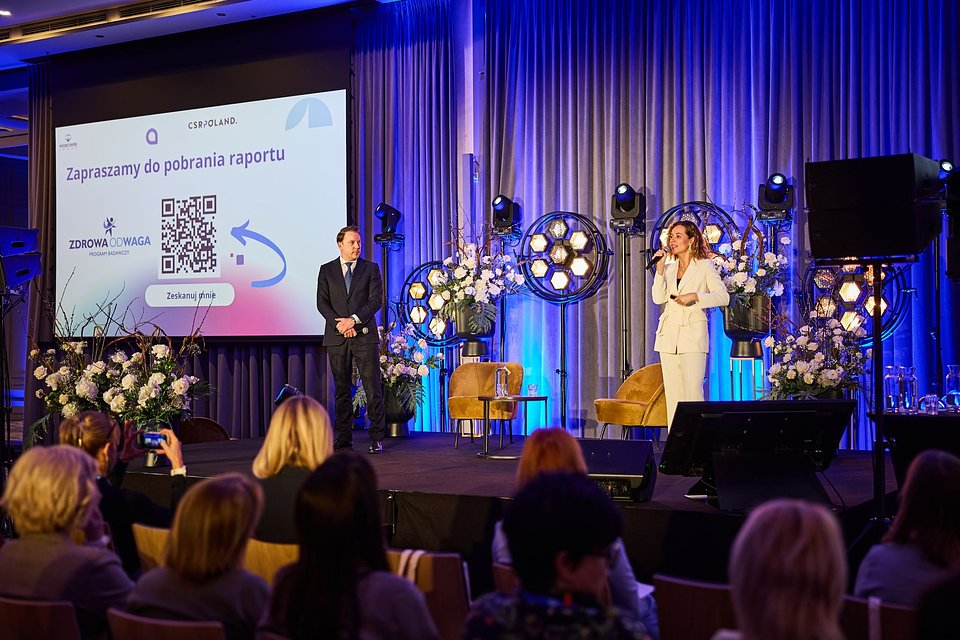 CSRPOLAND.
Zapraszamy do pobrania raportu
ZDROWA ODWAGA
PROGRAM BADAWCZY
Zeskanuj mnie